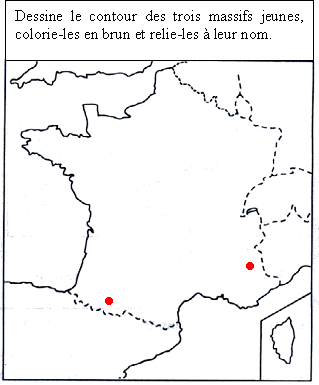 Dessine le contour des trois massifs jeunes,
colorie-les en brun et relie-les à leur nom.